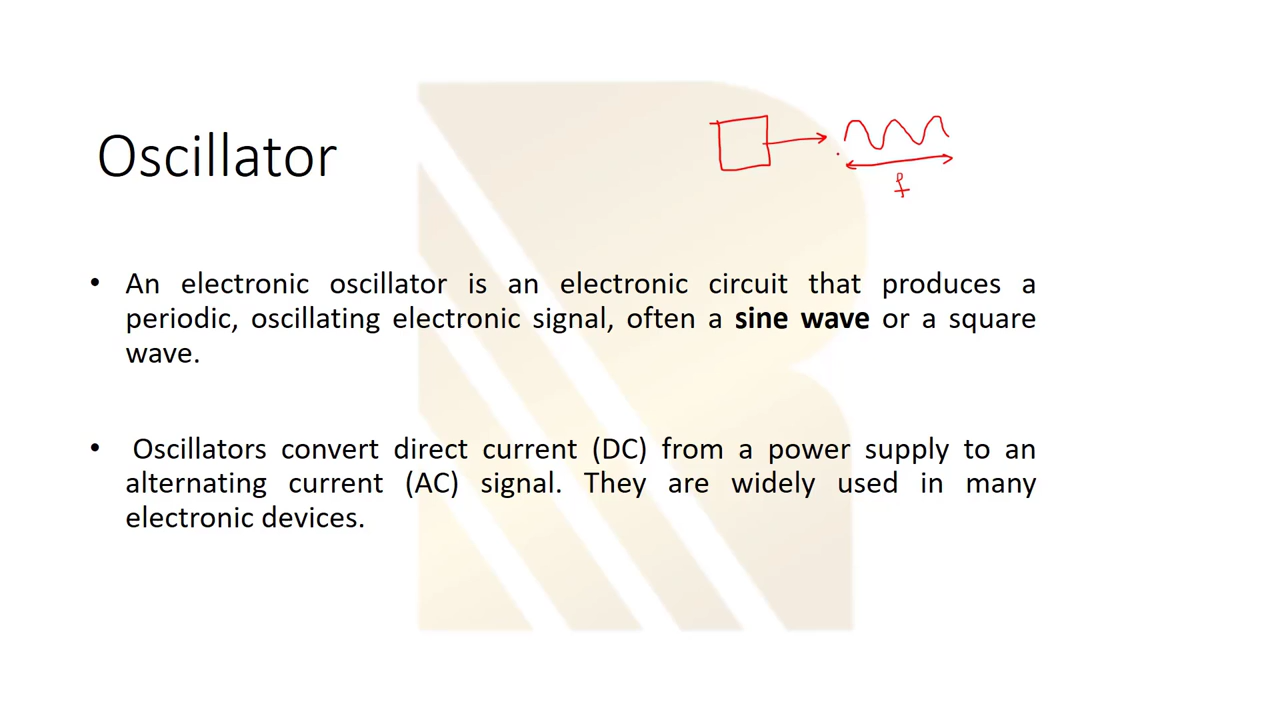 Oscillator
f
• An electronic oscillator is an electronic circuit that produces a
periodic, oscillating electronic signal, often a sine wave or a square
wave.
• Oscillators convert direct current (DC) from a power supply to an
alternating current (AC) signal. They are widely used in many
electronic devices.